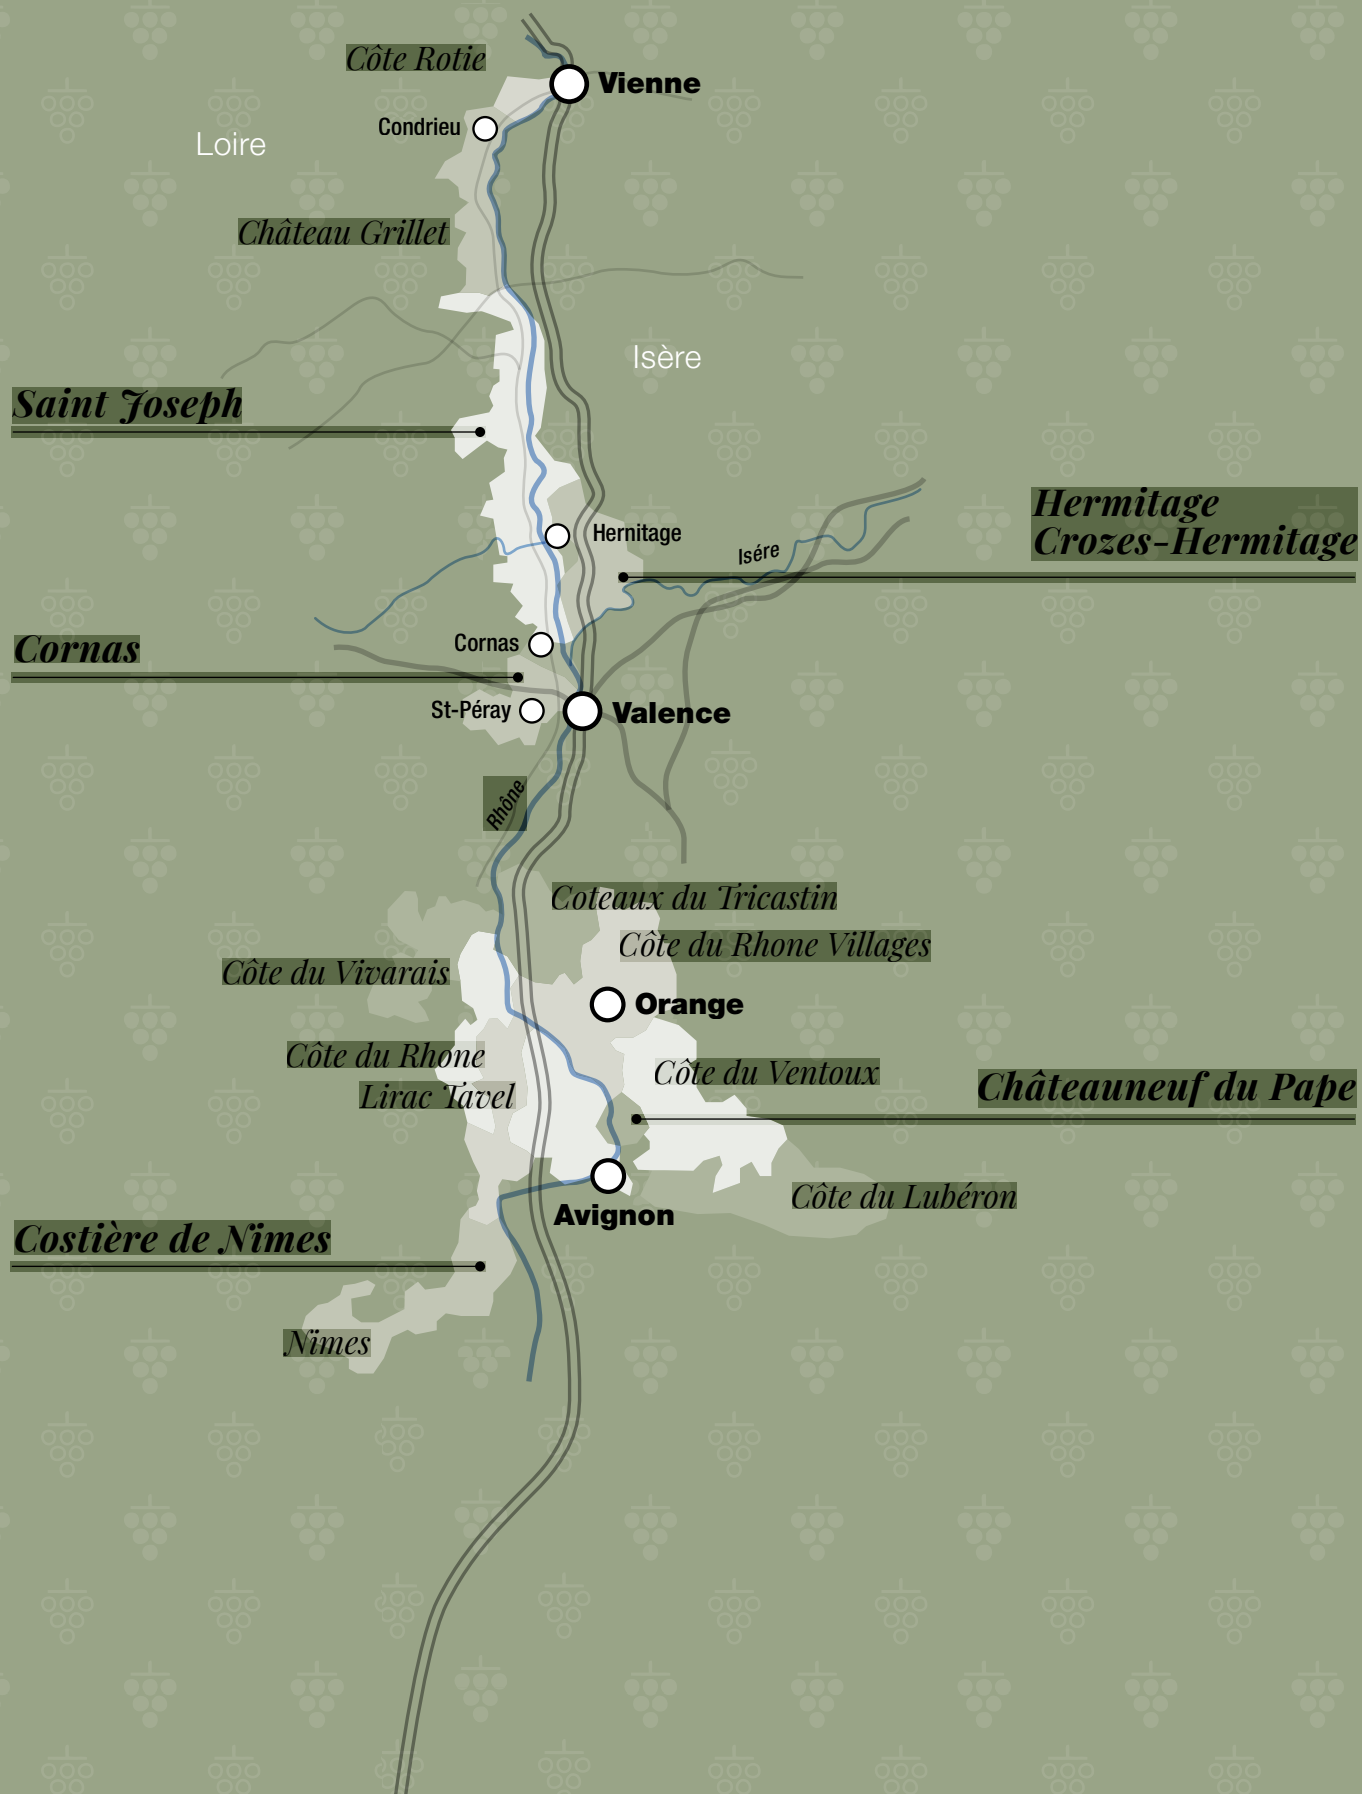 Côte Rotie
Vienne
Condrieu
Loire
Château Grillet
Isère
Saint Joseph
Hermitage
Crozes-Hermitage
Hernitage
Isére
Cornas
Cornas
St-Péray
Valence
Rhône
Coteaux du Tricastin
Côte du Rhone Villages
Côte du Vivarais
Orange
Côte du Rhone
Côte du Ventoux
Châteauneuf du Pape
Lirac Tavel
Côte du Lubéron
Avignon
Costière de Nimes
Nimes